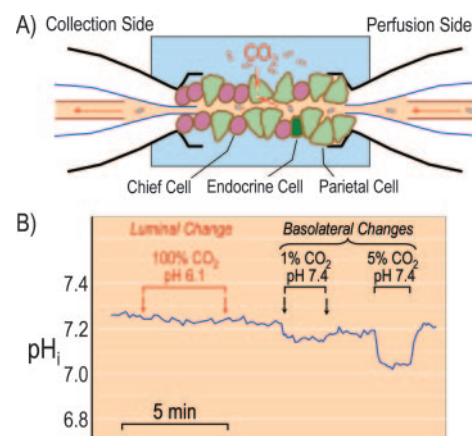 A)
Collection Side
Perfusion Side
CO2
Chief Cell
Endocrine Cell
Parietal Cell
B)
Luminal Change
Basolateral Changes
100% CO2
pH 6.1
1% CO2
pH 7.4
5% CO2
pH 7.4
7.4
7.2
pHi
7.0
6.8
5 min